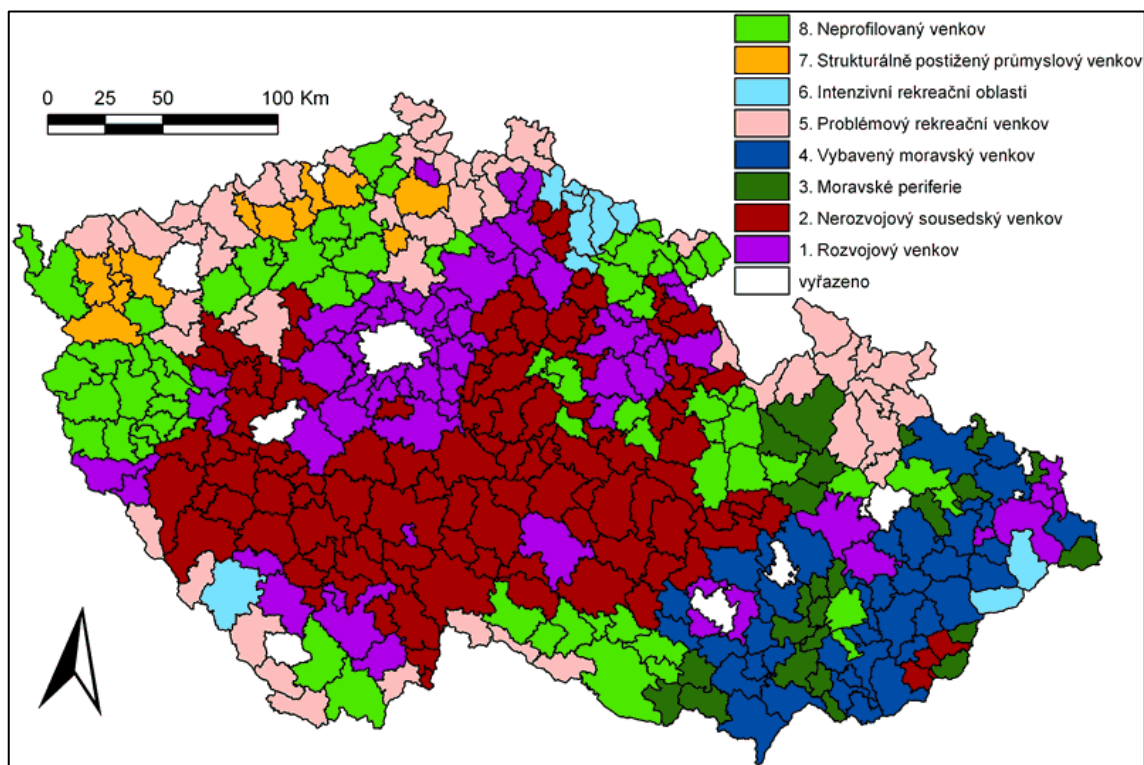 8. Neprofilovaný venkov
7. Strukturálně postižený průmyslový venkov
6. Intenzivní rekreační oblasti
5. Problémový rekreační venkov
4. Vybavený moravský venkov
3. Moravské periferie
2. Nerozvojový sousedský venkov
1. Rozvojový venkov
vyřazeno
0 25 50 100 Km